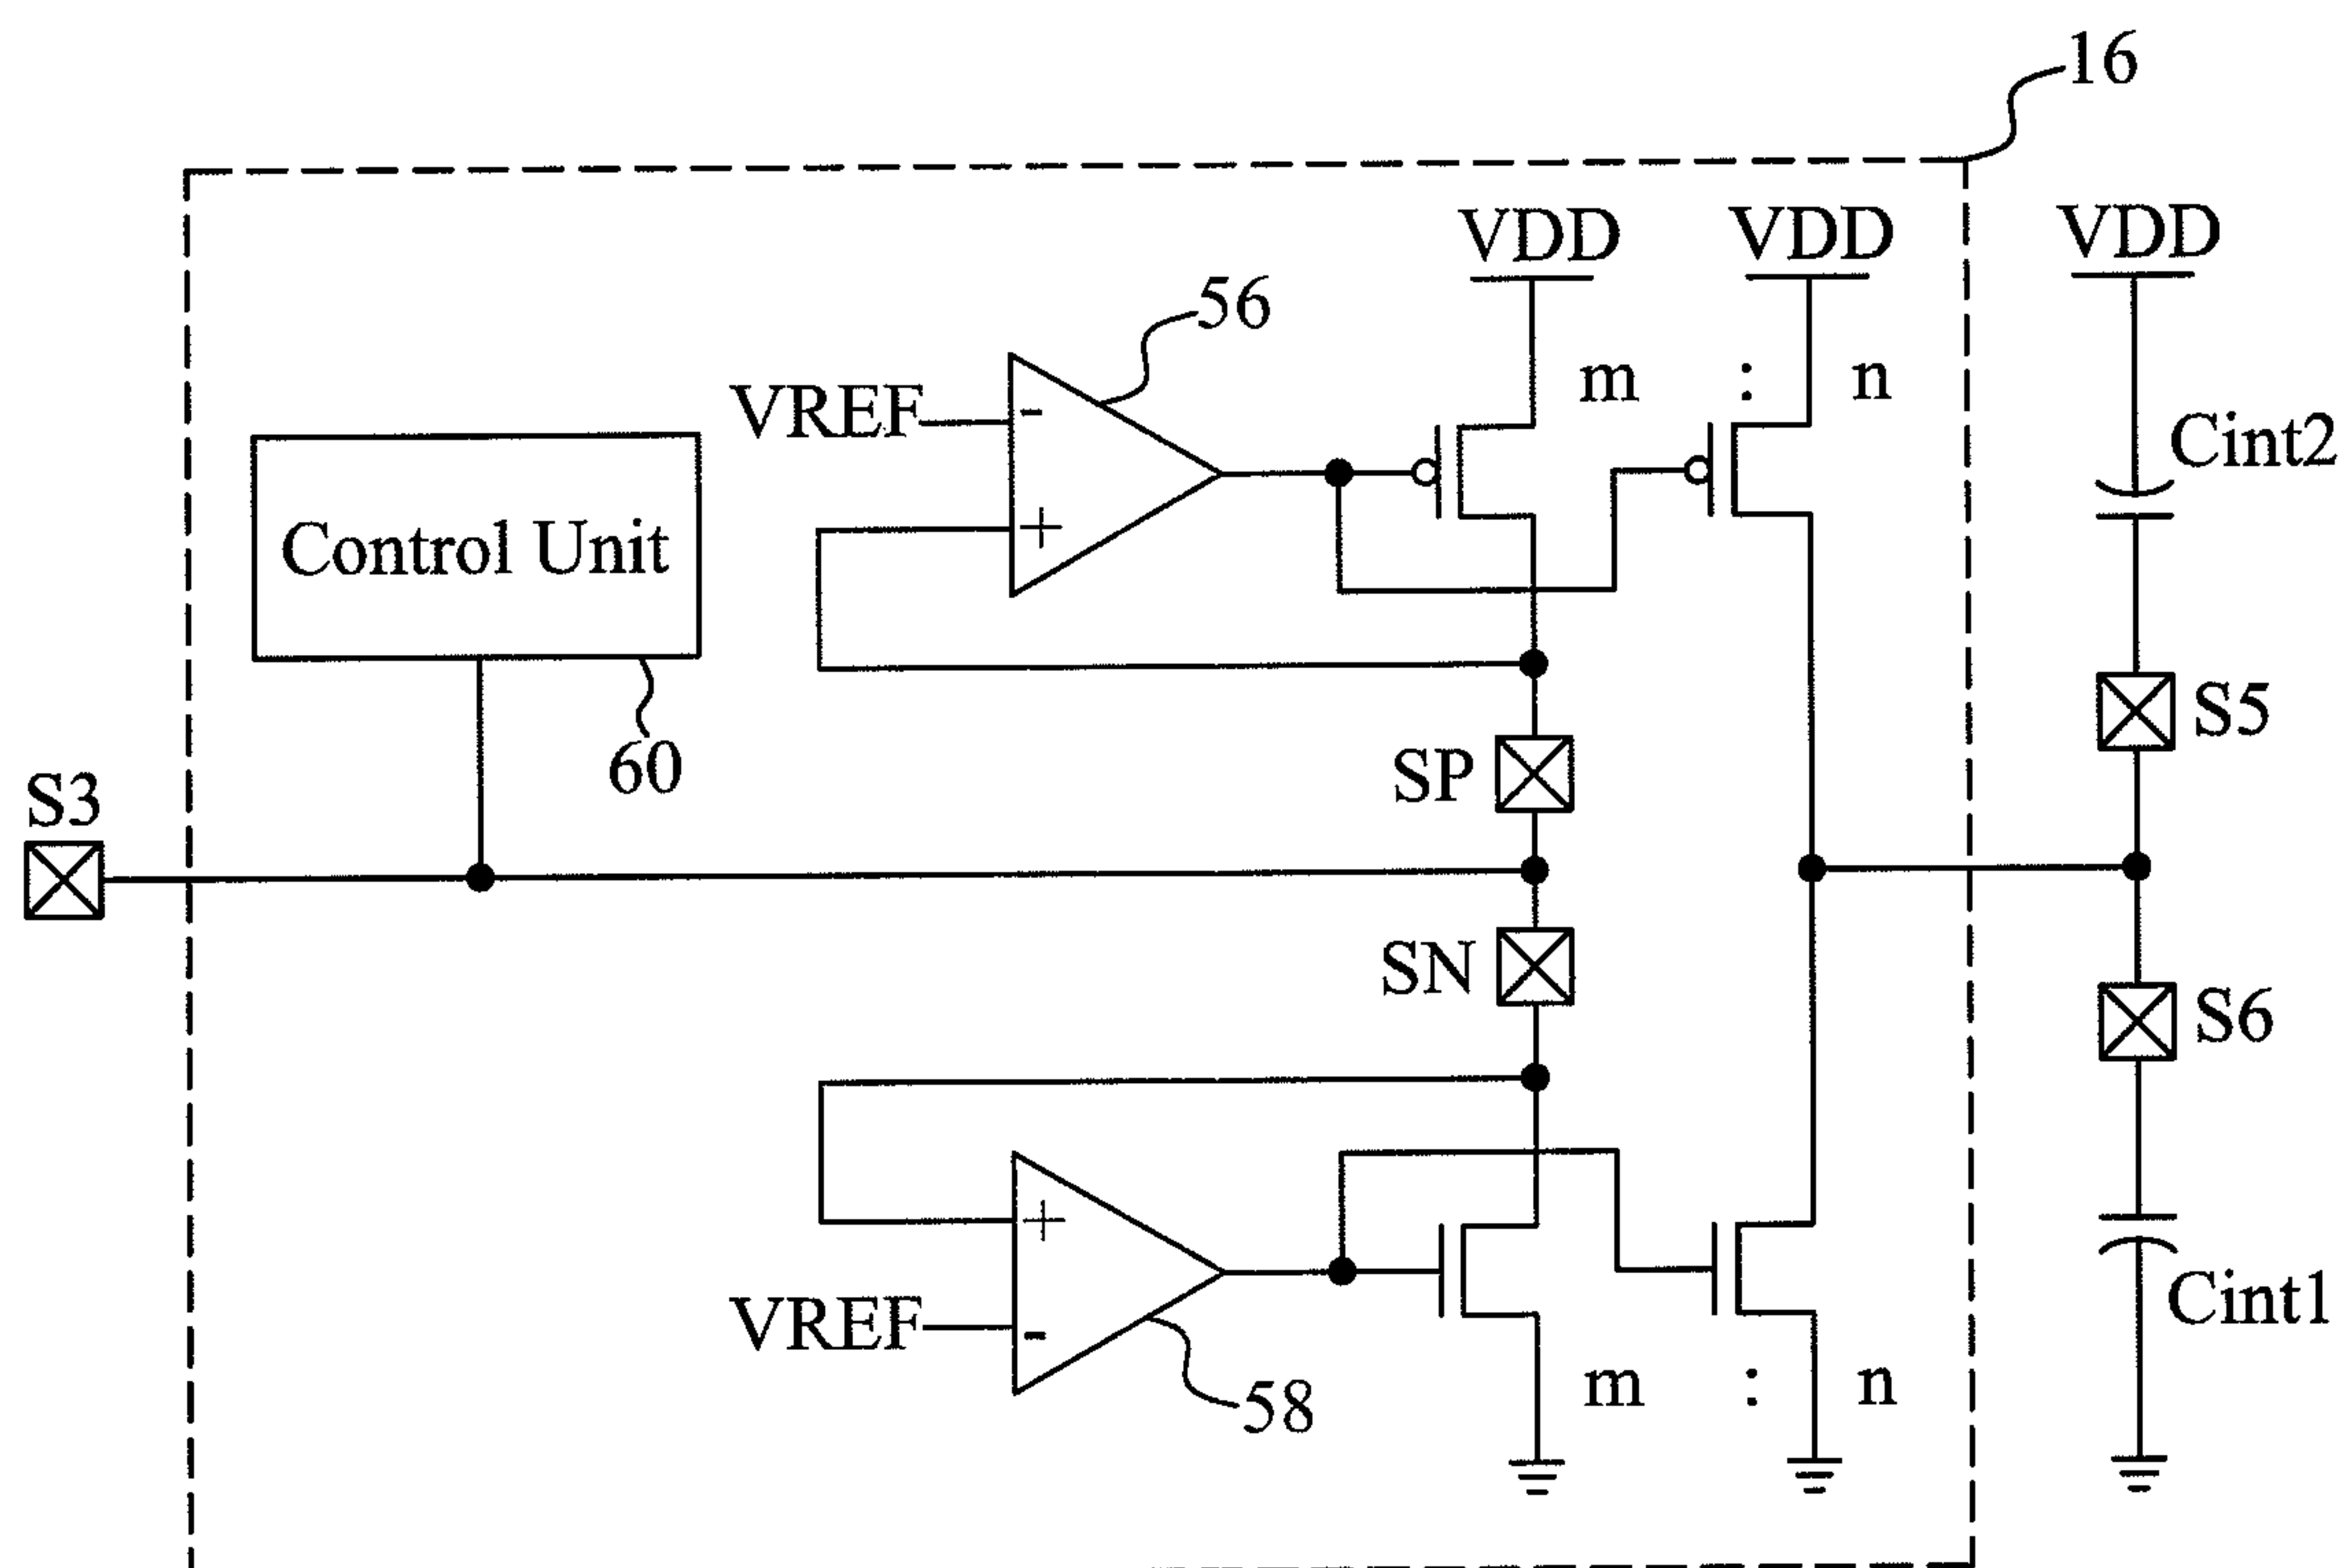 16
VDD VDD VDD
56
m : n
VREF -
Cint2
+
Control Unit
S5
SP
60
S3
SN
S6
+
Cint1
VREF -
m : n
58